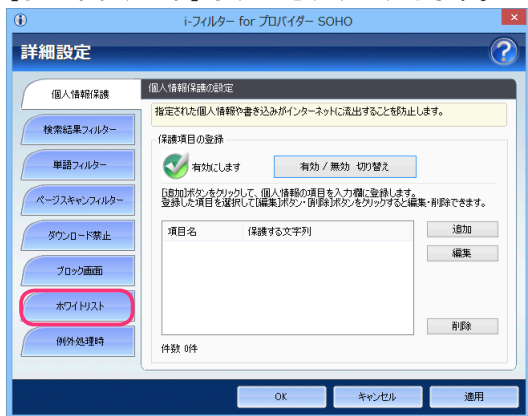 i-フィルター for プロバイダー SOHO
詳細設定
個人情報保護
検索結果フィルター
単語フィルター
ページスキャンフィルター
ダウンロード禁止
ブロック画面
ホワイトリスト
例外処理時
個人情報保護の設定
指定された個人情報や書き込みがインターネットに流出することを防止します。
保護項目の登録
有効にします
有効 / 無効 切り替え
[追加]ボタンをクリックして、個人情報の項目を入力欄に登録します。
登録した項目を選択して[編集]ボタン・[削除]ボタンをクリックすると編集・削除できます。
項目名 保護する文字列
追加
編集
削除
件数 0件
OK キャンセル 適用